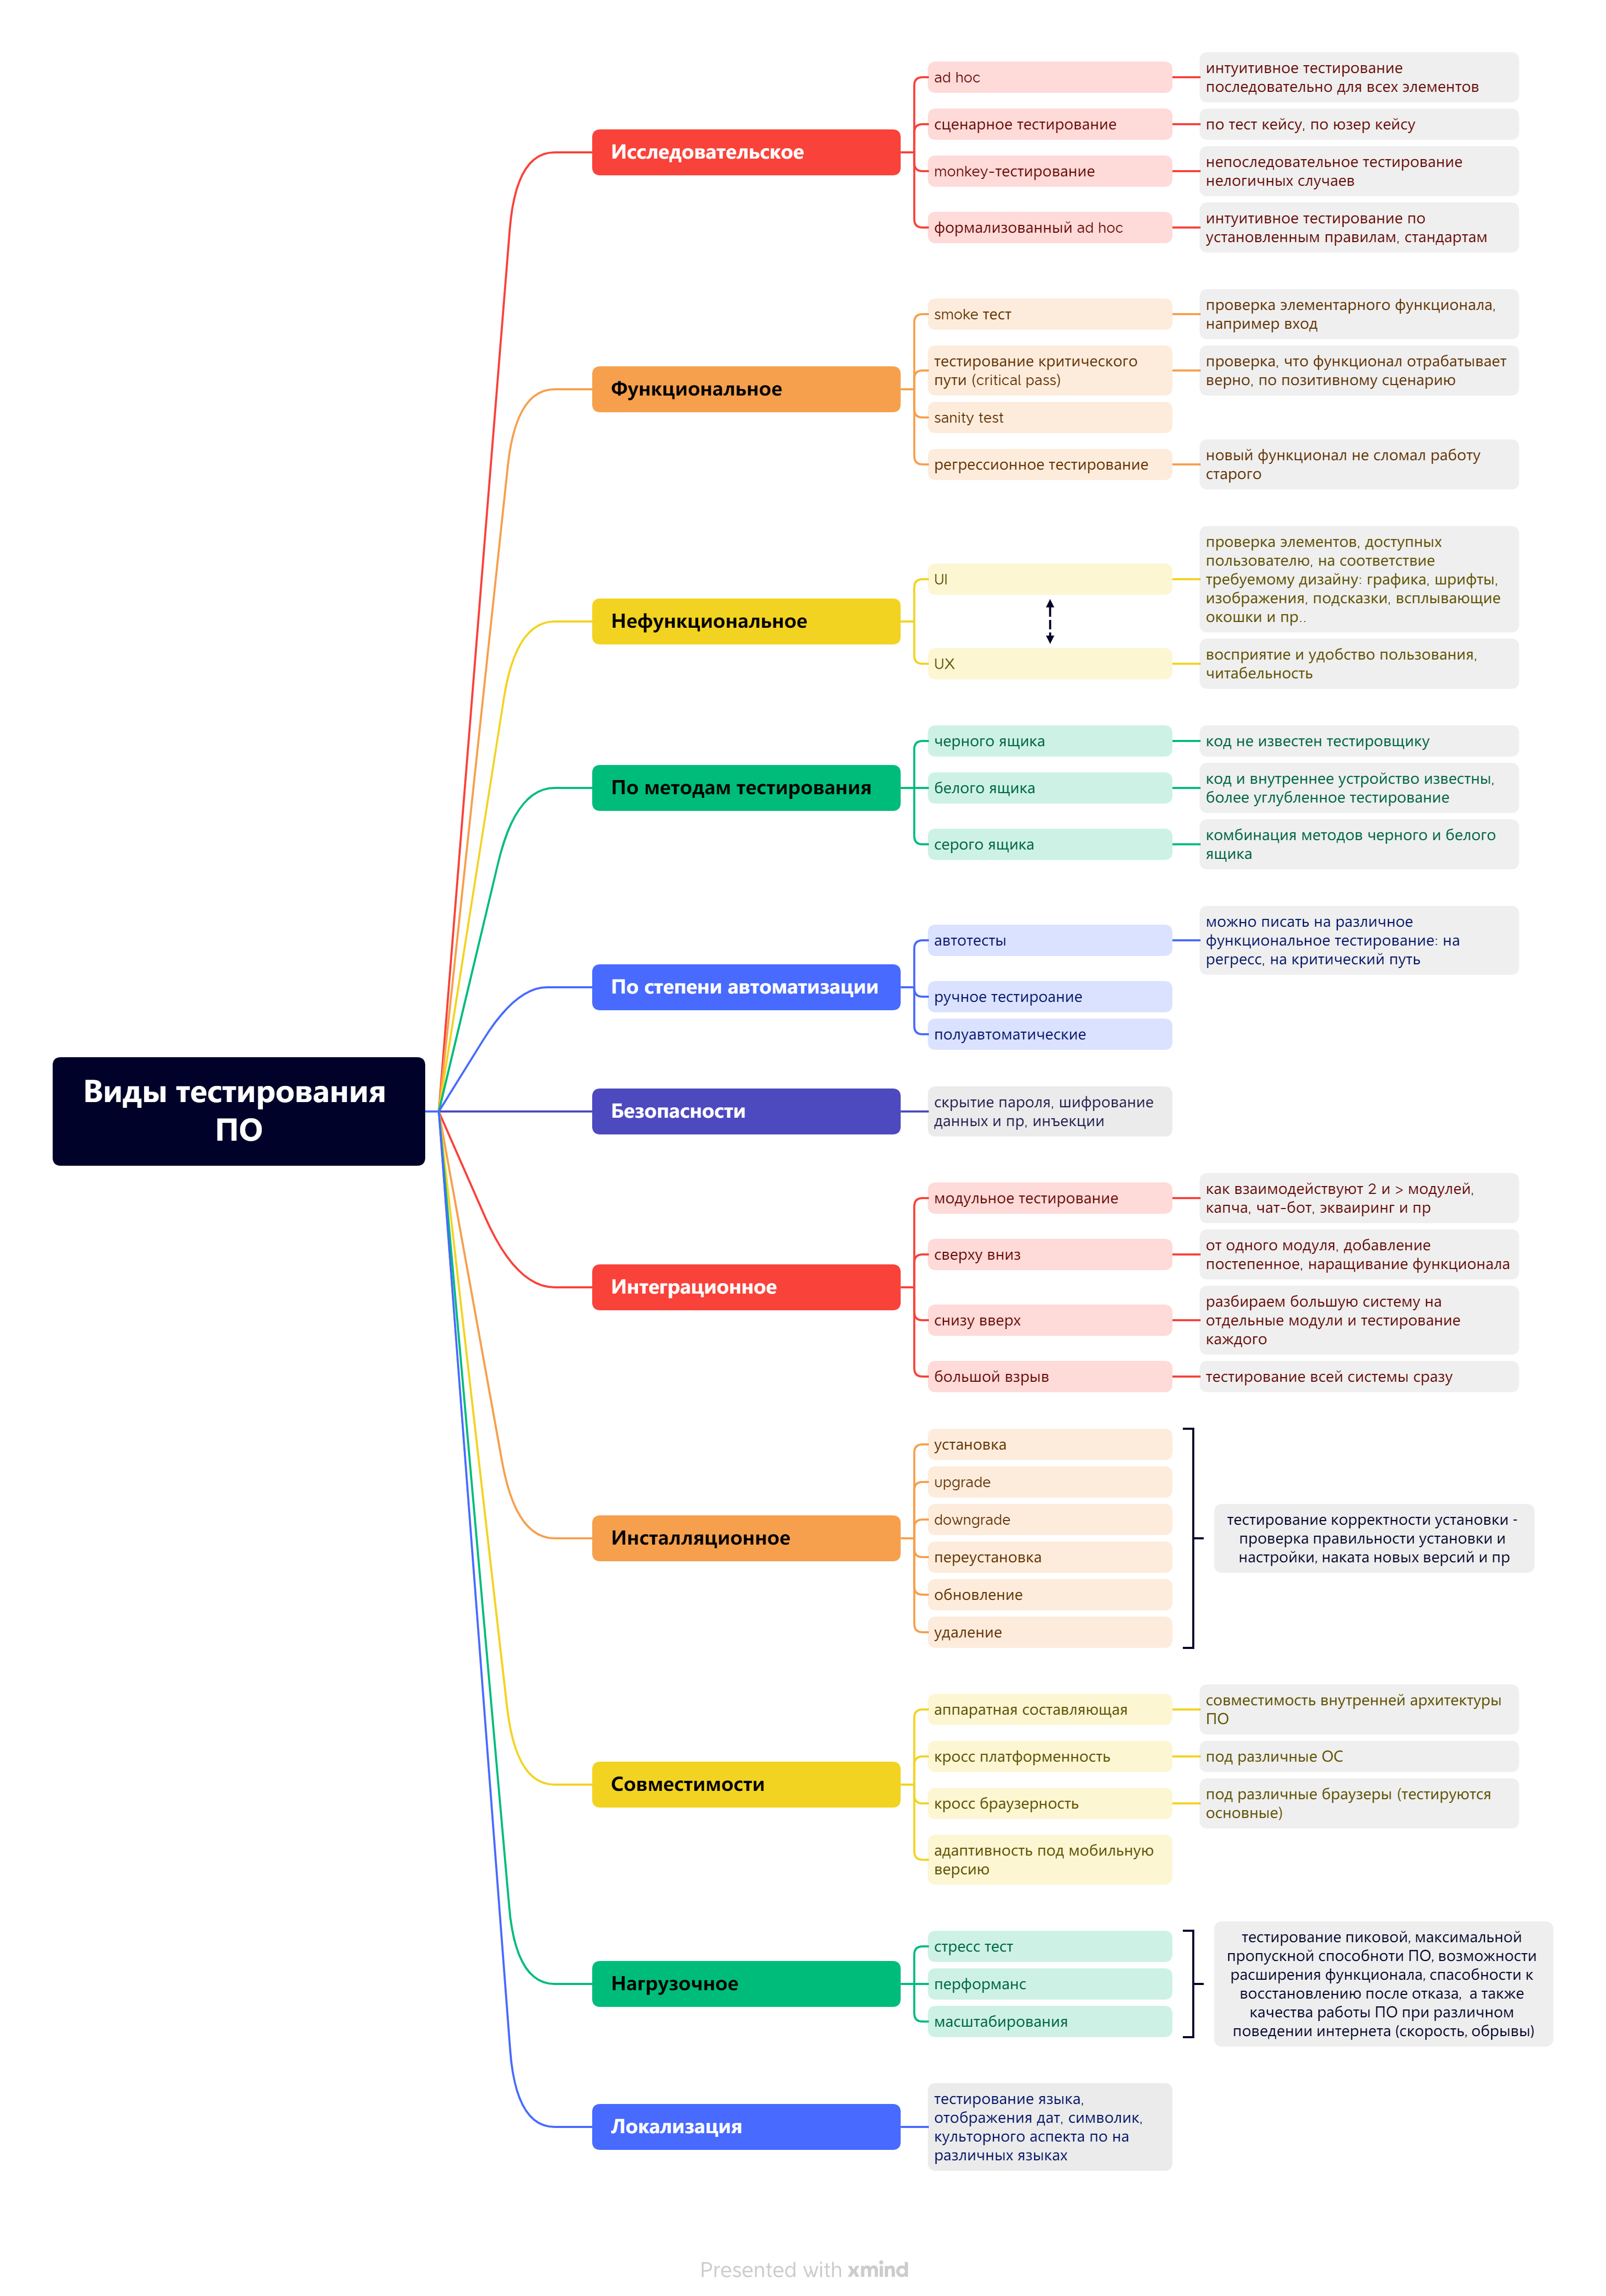 Виды тестирования
ПО
Исследовательское
ad hoc
интуитивное тестирование
последовательно для всех элементов
сценарное тестирование
по тест кейсу, по юзер кейсу
monkey-тестирование
непоследовательное тестирование
нелогичных случаев
формализованный ad hoc
интуитивное тестирование по
установленным правилам, стандартам
Функциональное
smoke тест
проверка элементарного функционала,
например вход
тестирование критического
пути (critical pass)
проверка, что функционал отрабатывает
верно, по позитивному сценарию
sanity test
регрессионное тестирование
новый функционал не сломал работу
старого
Нефункциональное
UI
проверка элементов, доступных
пользователю, на соответствие
требуемому дизайну: графика, шрифты,
изображения, подсказки, всплывающие
окошки и пр..
UX
восприятие и удобство пользования,
читабельность
По методам тестирования
черного ящика
код не известен тестировщику
белого ящика
код и внутреннее устройство известны,
более углубленное тестирование
серого ящика
комбинация методов черного и белого
ящика
По степени автоматизации
автотесты
можно писать на различное
функциональное тестирование: на
регресс, на критический путь
ручное тестироание
полуавтоматические
Безопасности
скрытие пароля, шифрование
данных и пр, инъекции
Интеграционное
модульное тестирование
как взаимодействуют 2 и > модулей,
капча, чат-бот, экваиринг и пр
сверху вниз
от одного модуля, добавление
постепенное, наращивание функционала
снизу вверх
разбираем большую систему на
отдельные модули и тестирование
каждого
большой взрыв
тестирование всей системы сразу
Инсталляционное
установка
upgrade
downgrade
переустановка
обновление
удаление
тестирование корректности установки -
проверка правильности установки и
настройки, наката новых версий и пр
Совместимости
аппаратная составляющая
совместимость внутренней архитектуры
ПО
кросс платформенность
под различные ОС
кросс браузерность
под различные браузеры (тестируются
основные)
адаптивность под мобильную
версию
Нагрузочное
стресс тест
перформанс
масштабирования
тестирование пиковой, максимальной
пропускной способноти ПО, возможности
расширения функционала, спасобности к
восстановлению после отказа, а также
качества работы ПО при различном
поведении интернета (скорость, обрывы)
Локализация
тестирование языка,
отображения дат, символик,
культорного аспекта по на
различных языках
Presented with xmind